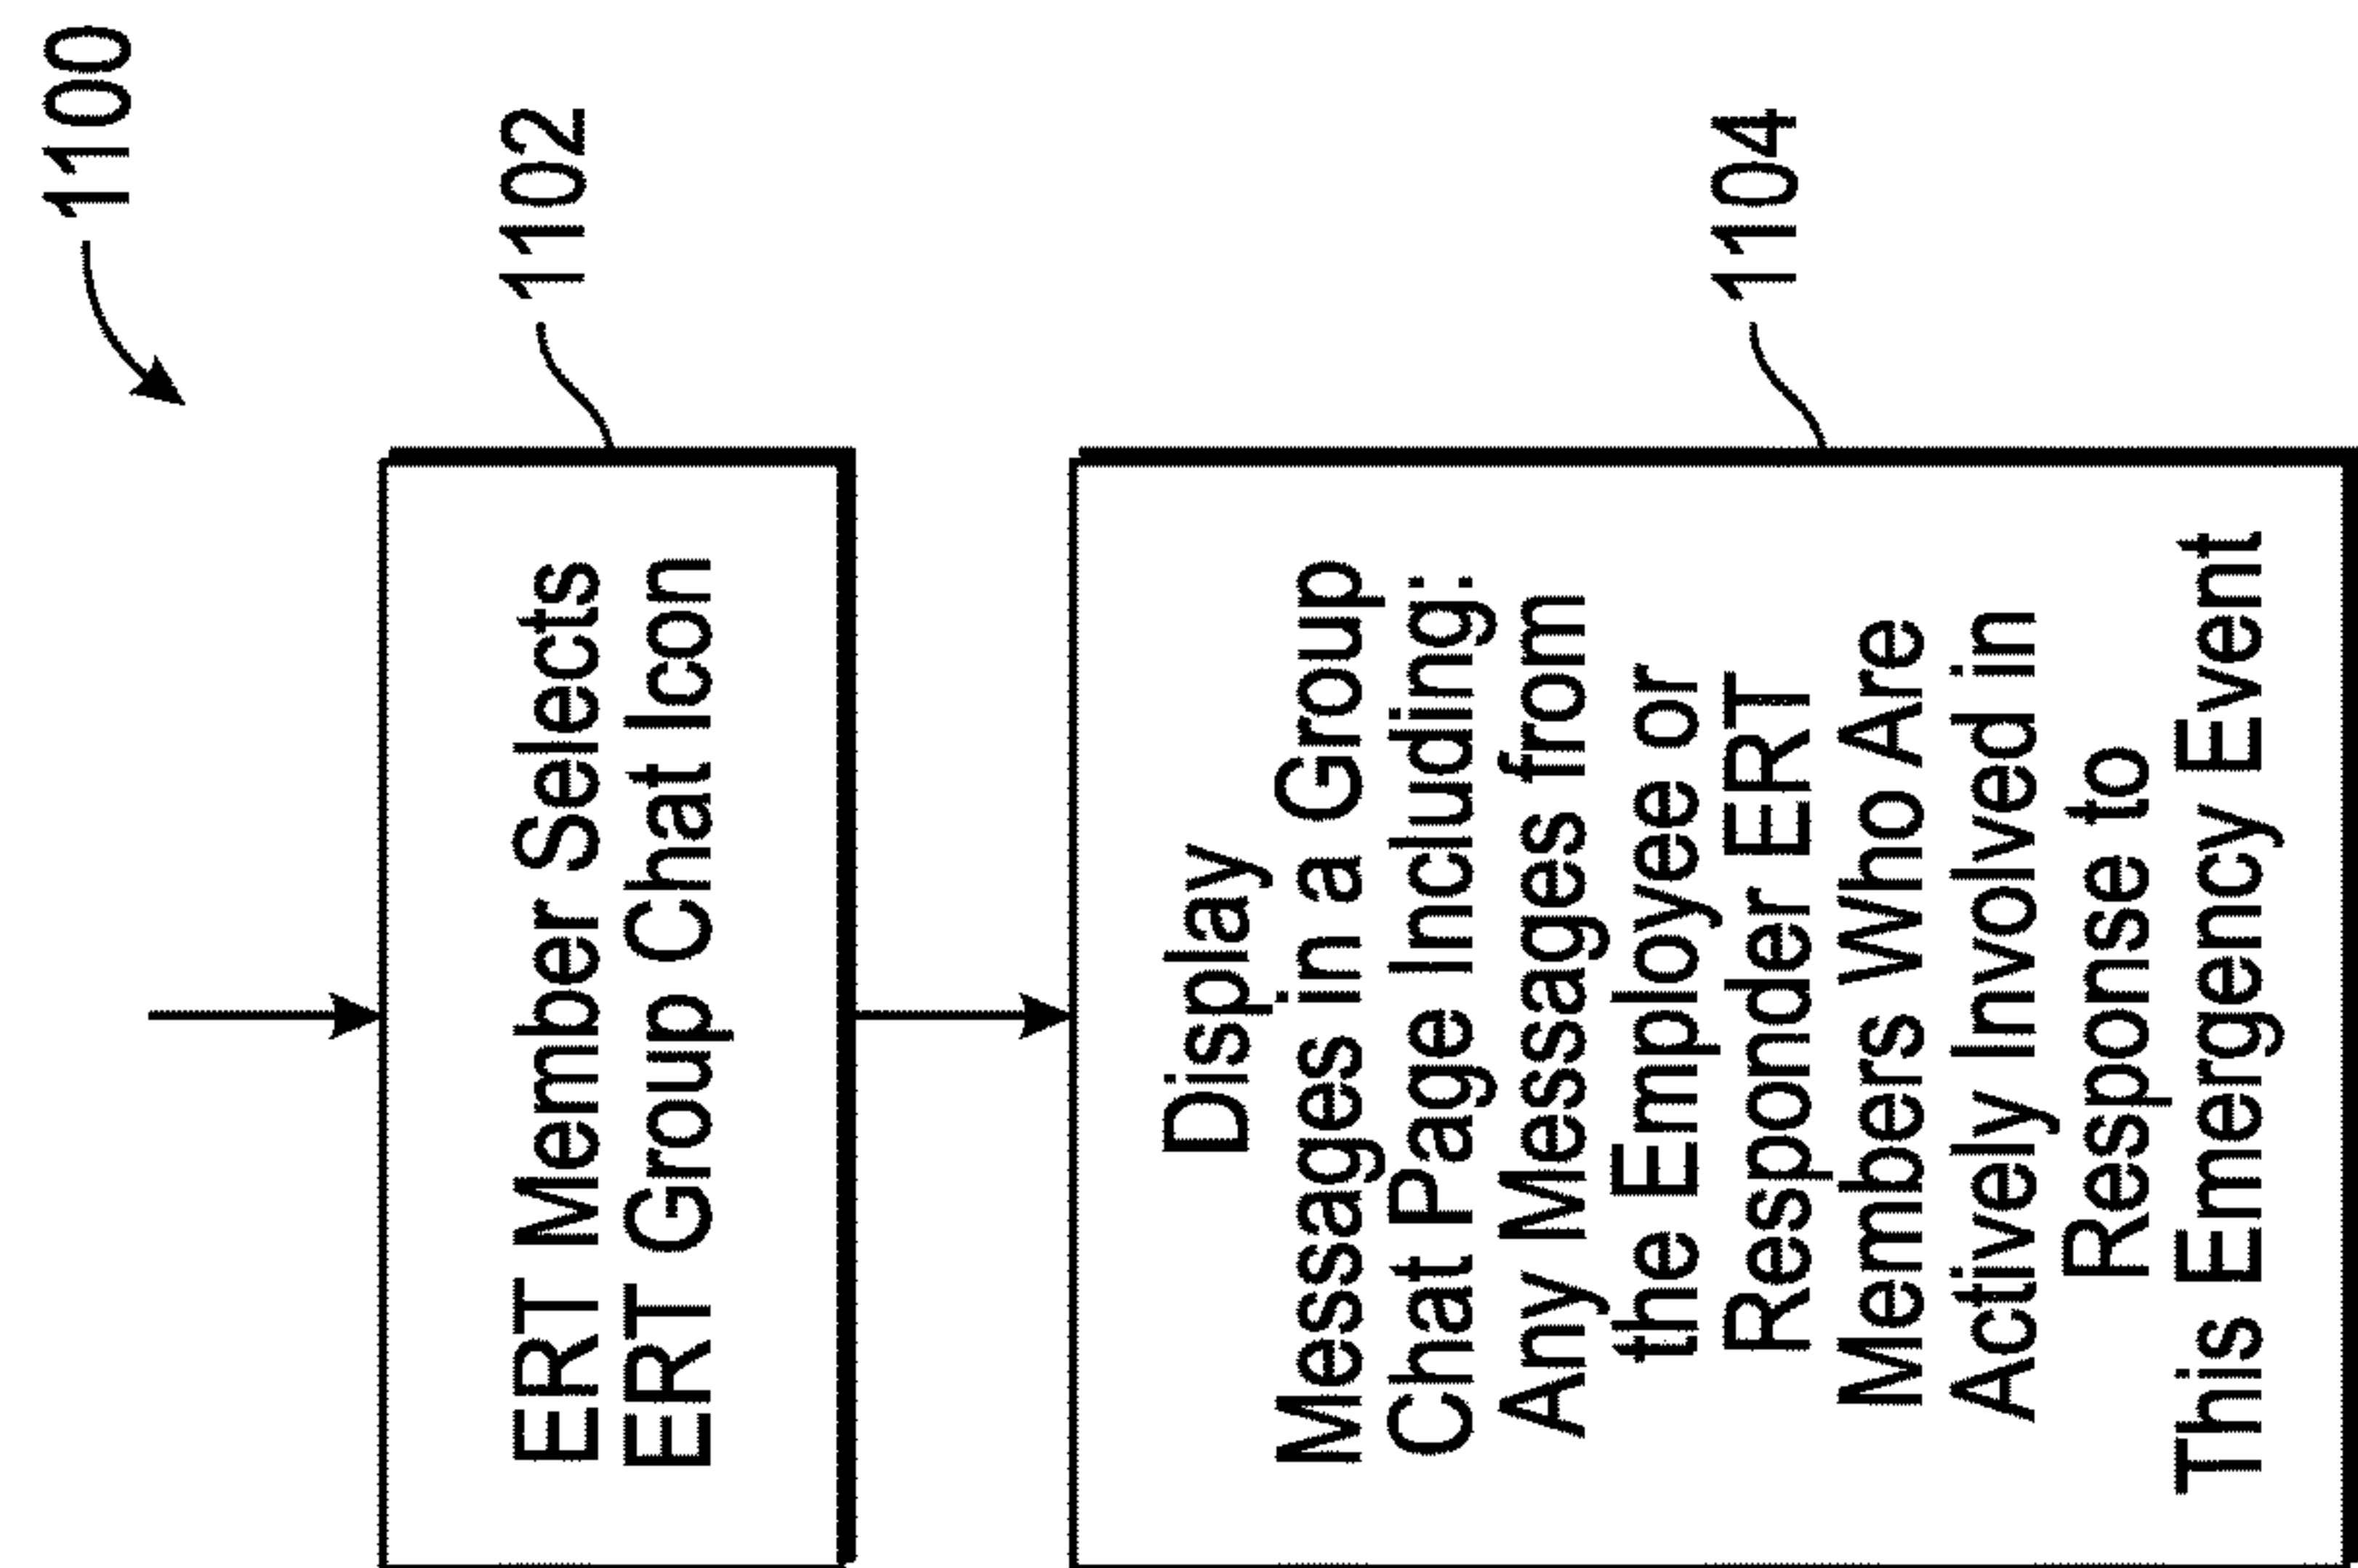 1100
1102
ERT Member Selects
ERT Group Chat Icon
1104
Display
Messages in a Group
Chat Page Including:
Any Messages from
the Employee or
Responder ERT
Members Who Are
Actively Involved in
Response to
This Emergency Event